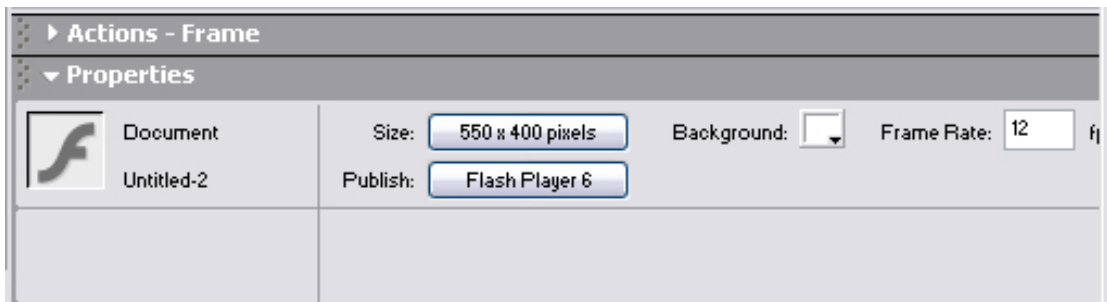 Actions - Frame
Properties
Document Size: 550 x 400 pixels Background: Frame Rate: 12
Untitled-2 Publish: Flash Player 6